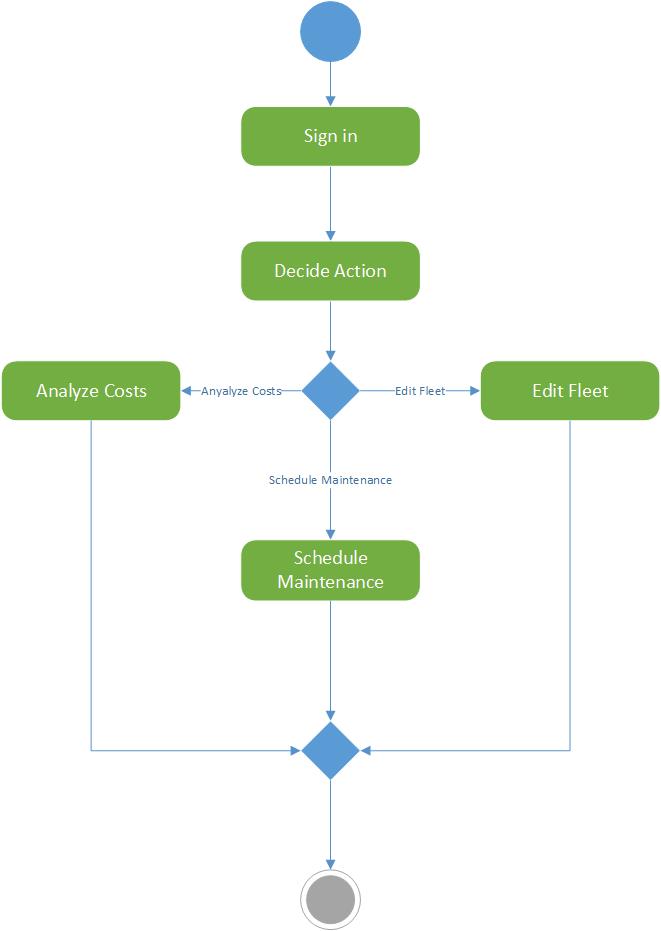 Sign in
Decide Action
Analyze Costs
Anyalyze Costs
Edit Fleet
Edit Fleet
Schedule Maintenance
Schedule
Maintenance